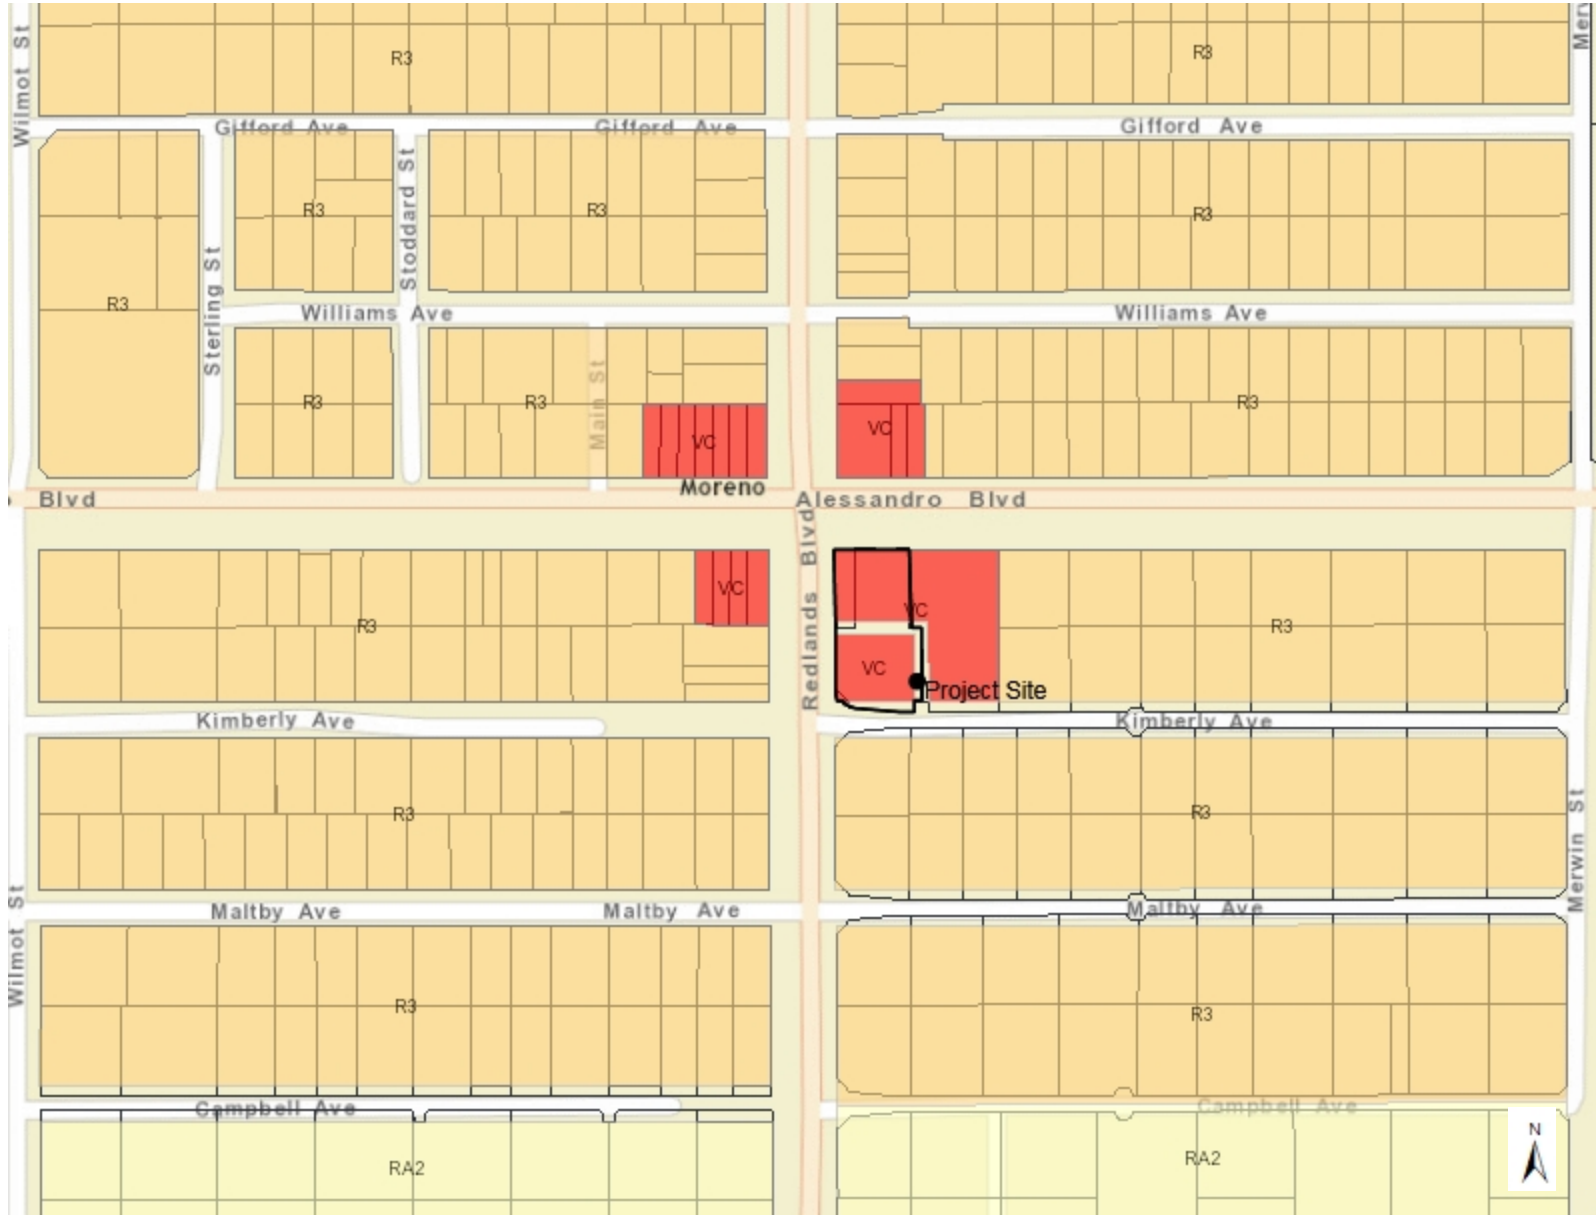 Wilmot St
R3
R3
Merw
Gifford Ave
Gifford Ave
Gifford Ave
Stoddard St
R3
R3
R3
Sterling St
R3
Williams Ave
Williams Ave
Main St
R3
R3
R3
VC
VC
Moreno
Blvd
Alessandro Blvd
Redlands Blvd
VC
VC
R3
R3
VC
Project Site
Kimberly Ave
Kimberly Ave
R3
R3
Merwin St
Wilmot St
Maltby Ave
Maltby Ave
Maltby Ave
R3
R3
Campbell Ave
Campbell Ave
N
RA2
RA2